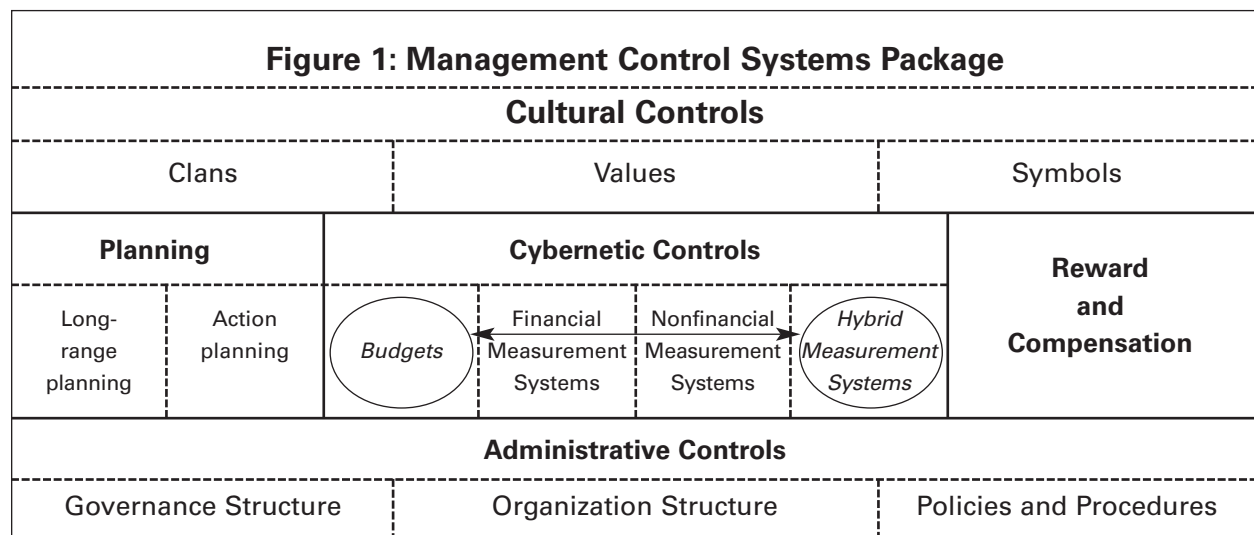 Figure 1: Management Control Systems Package
Cultural Controls
Clans
Values
Symbols
Planning
Long-
range
planning
Action
planning
Cybernetic Controls
Budgets
Financial
Measurement
Systems
Nonfinancial
Measurement
Systems
Hybrid
Measurement
Systems
Reward
and
Compensation
Administrative Controls
Governance Structure
Organization Structure
Policies and Procedures